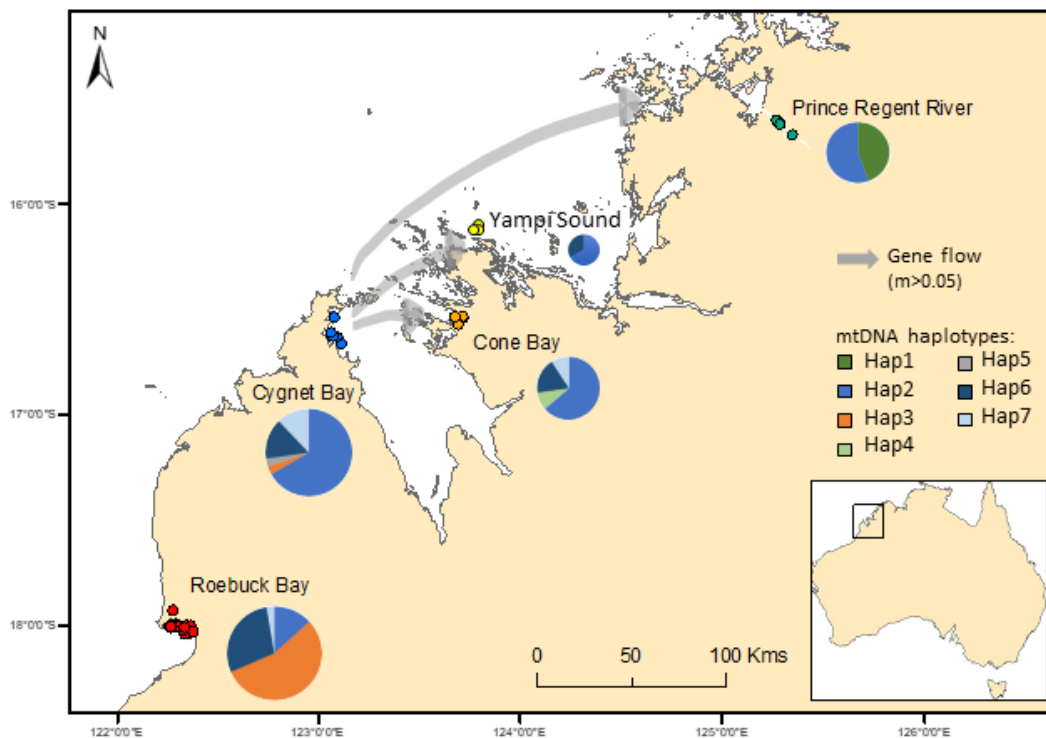 N
Prince Regent River
16°0'0"S
Yampi Sound
Gene flow
(m>0.05)
Cone Bay
mtDNA haplotypes:
Hap1
Hap5
Hap2
Hap6
Hap3
Hap7
Hap4
17°0'0"S
Cygnet Bay
Roebuck Bay
18°0'0"S
0 50 100 Kms
122°0'0"E 123°0'0"E 124°0'0"E 125°0'0"E 126°0'0"E